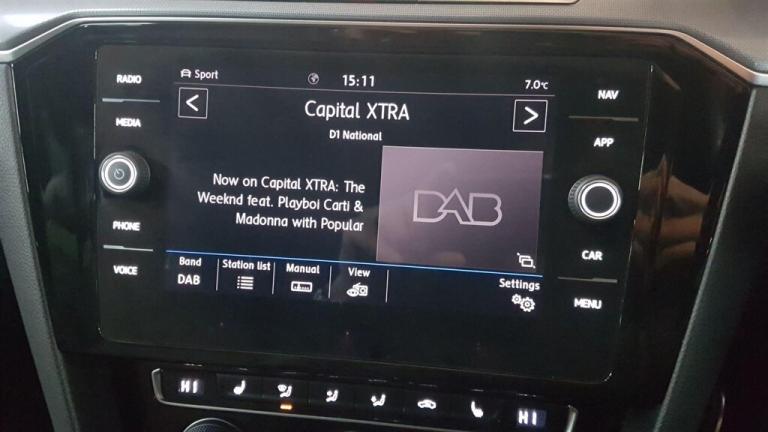 RADIO
MEDIA
PHONE
VOICE
Sport 15:11 7.0°C
< Capital XTRA >
D1 National
Now on Capital XTRA: The
Weeknd feat. Playboi Carti &
Madonna with Popular
DAB
Band Station list Manual View Settings
DAB
NAV
APP
CAR
MENU
HI HI